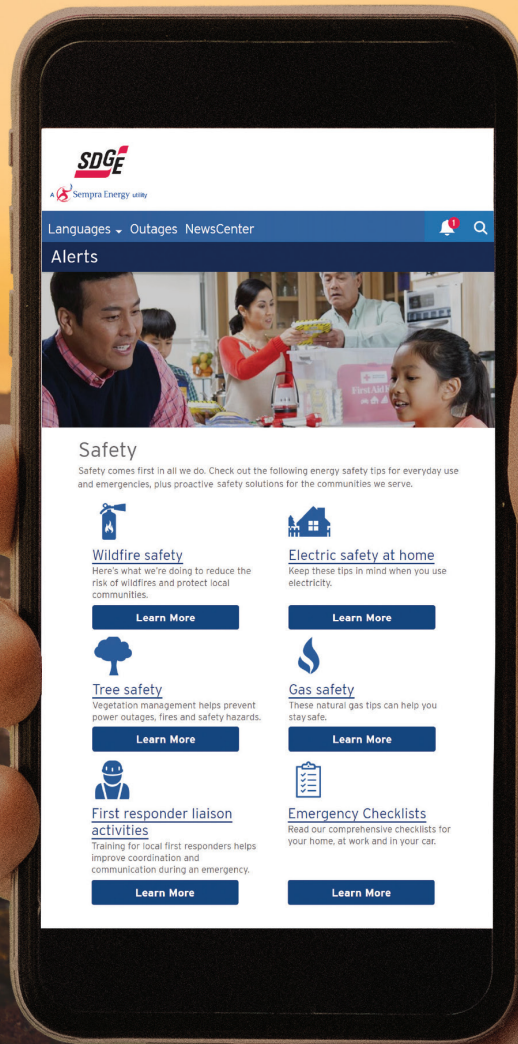 SDGE
A Sempra Energy utility
Languages Outages NewsCenter
1
Alerts
First Aid
Safety
Safety comes first in all we do. Check out the following energy safety tips for everyday use
and emergencies, plus proactive safety solutions for the communities we serve.
Wildfire safety
Here's what we're doing to reduce the
risk of wildfires and protect local
communities.
Learn More
Electric safety at home
Keep these tips in mind when you use
electricity.
Learn More
Tree safety
Vegetation management helps prevent
power outages, fires and safety hazards.
Learn More
Gas safety
These natural gas tips can help you
stay safe.
Learn More
First responder liaison
activities
Training for local first responders helps
improve coordination and
communication during an emergency.
Learn More
Emergency Checklists
Read our comprehensive checklists for
your home, at work and in your car.
Learn More